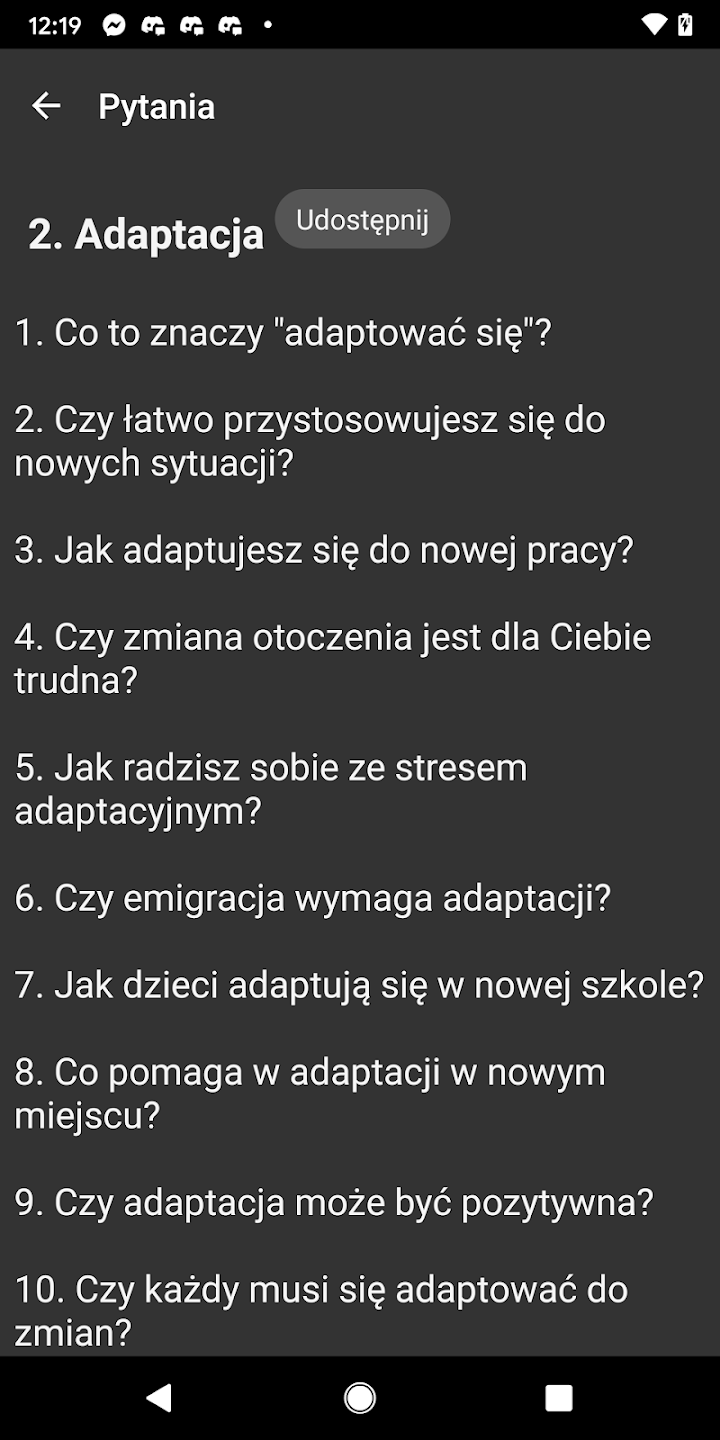 12:19
Pytania
2. Adaptacja
Udostępnij
1. Co to znaczy "adaptować się"?
2. Czy łatwo przystosowujesz się do
nowych sytuacji?
3. Jak adaptujesz się do nowej pracy?
4. Czy zmiana otoczenia jest dla Ciebie
trudna?
5. Jak radzisz sobie ze stresem
adaptacyjnym?
6. Czy emigracja wymaga adaptacji?
7. Jak dzieci adaptują się w nowej szkole?
8. Co pomaga w adaptacji w nowym
miejscu?
9. Czy adaptacja może być pozytywna?
10. Czy każdy musi się adaptować do
zmian?